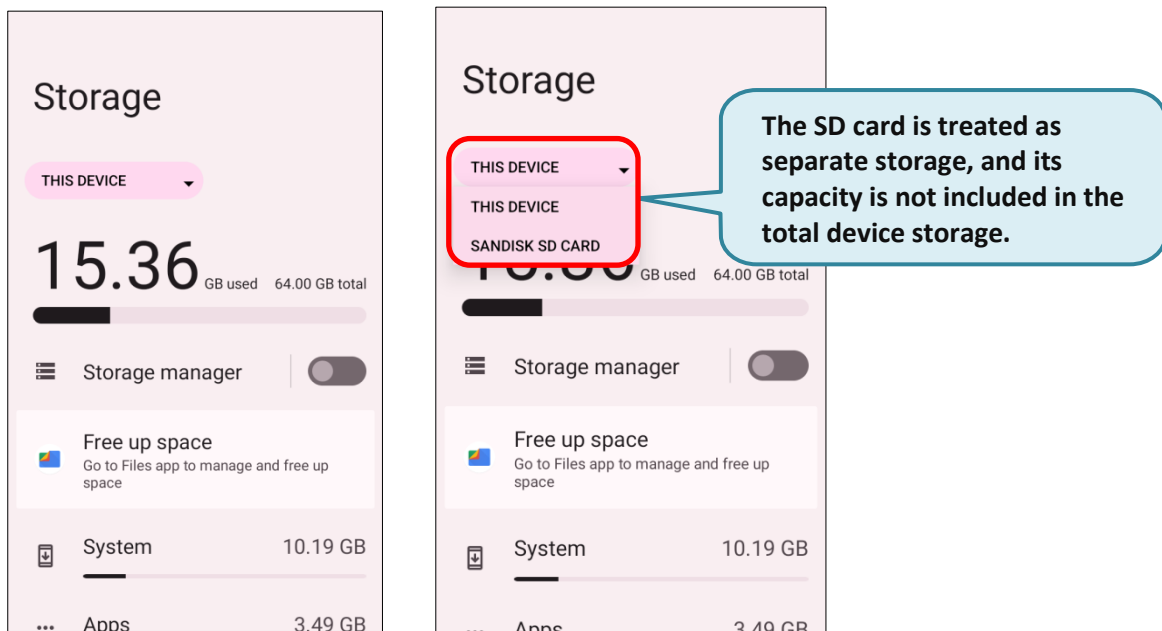 Storage
THIS DEVICE
15.36 GB used 64.00 GB total
Storage manager
Free up space
Go to Files app to manage and free up
space
System 10.19 GB
Apps 3.49 GB
Storage
THIS DEVICE
THIS DEVICE
SANDISK SD CARD
GB used 64.00 GB total
Storage manager
Free up space
Go to Files app to manage and free up
space
System 10.19 GB
Apps 3.49 GB
The SD card is treated as
separate storage, and its
capacity is not included in the
total device storage.